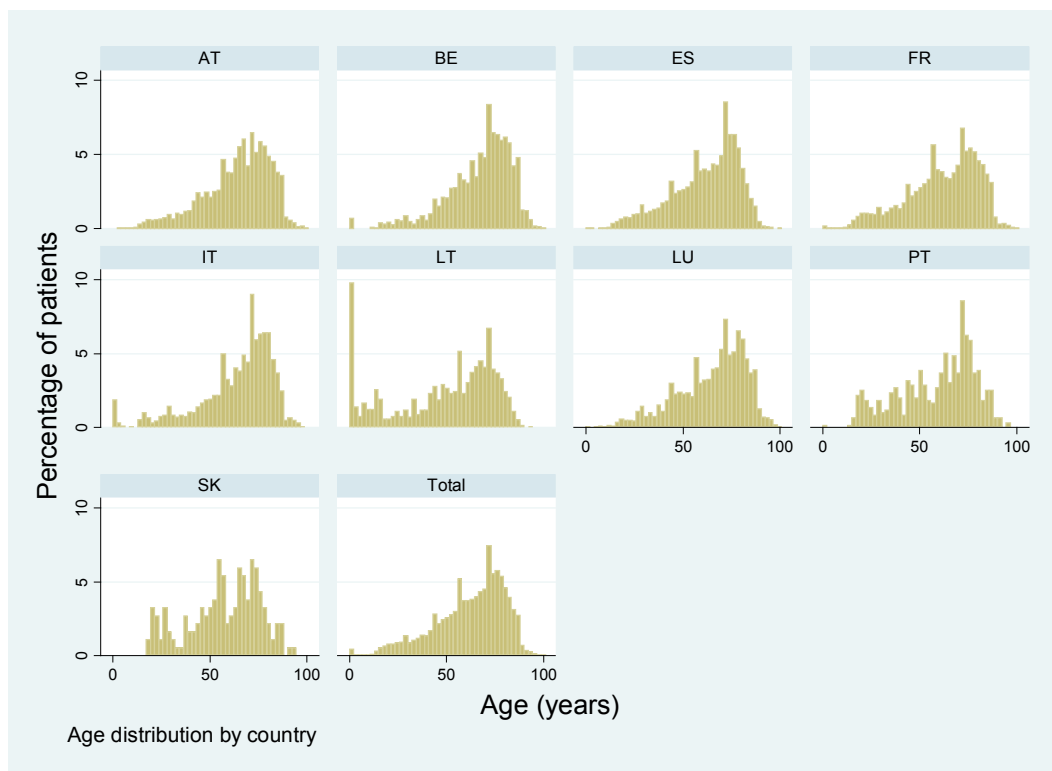 AT BE ES FR
10
5
0
IT LT LU PT
10
5
0
0 50 100 0 50 100
SK Total
10
5
0
0 50 100 0 50 100
Percentage of patients
Age (years)
Age distribution by country